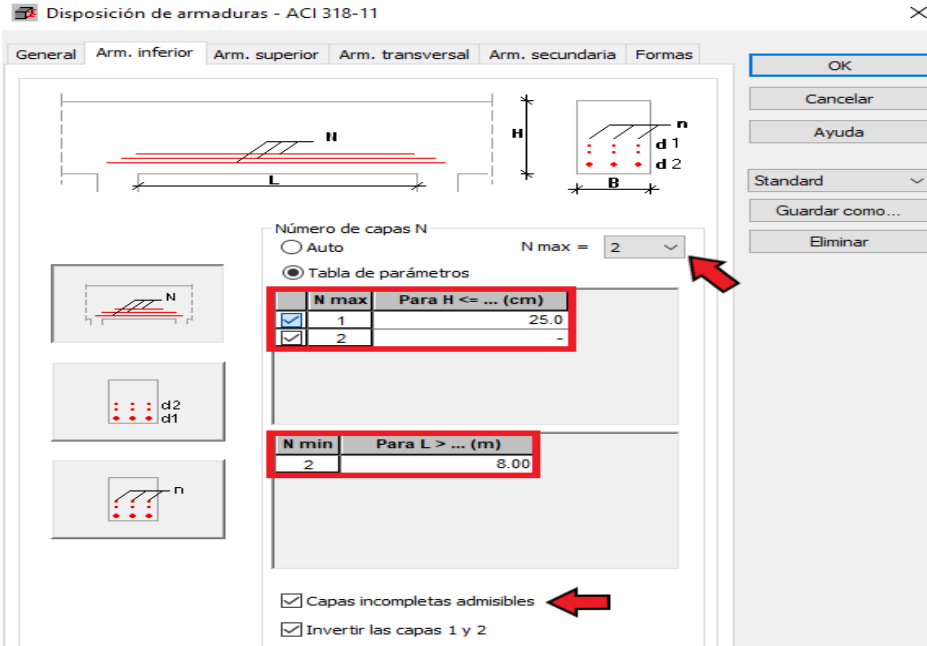 Disposición de armaduras - ACI 318-11
General Arm. inferior Arm. superior Arm. transversal Arm. secundaria Formas
OK
Cancelar
Ayuda
Standard
Guardar como...
Eliminar
N
L
H
n
d 1
d 2
B
Número de capas N
Auto N max = 2
Tabla de parámetros
N max Para H <= ... (cm)
1 25.0
2 -
N min Para L > ... (m)
2 8.00
N
d2
d1
n
Capas incompletas admisibles
Invertir las capas 1 y 2